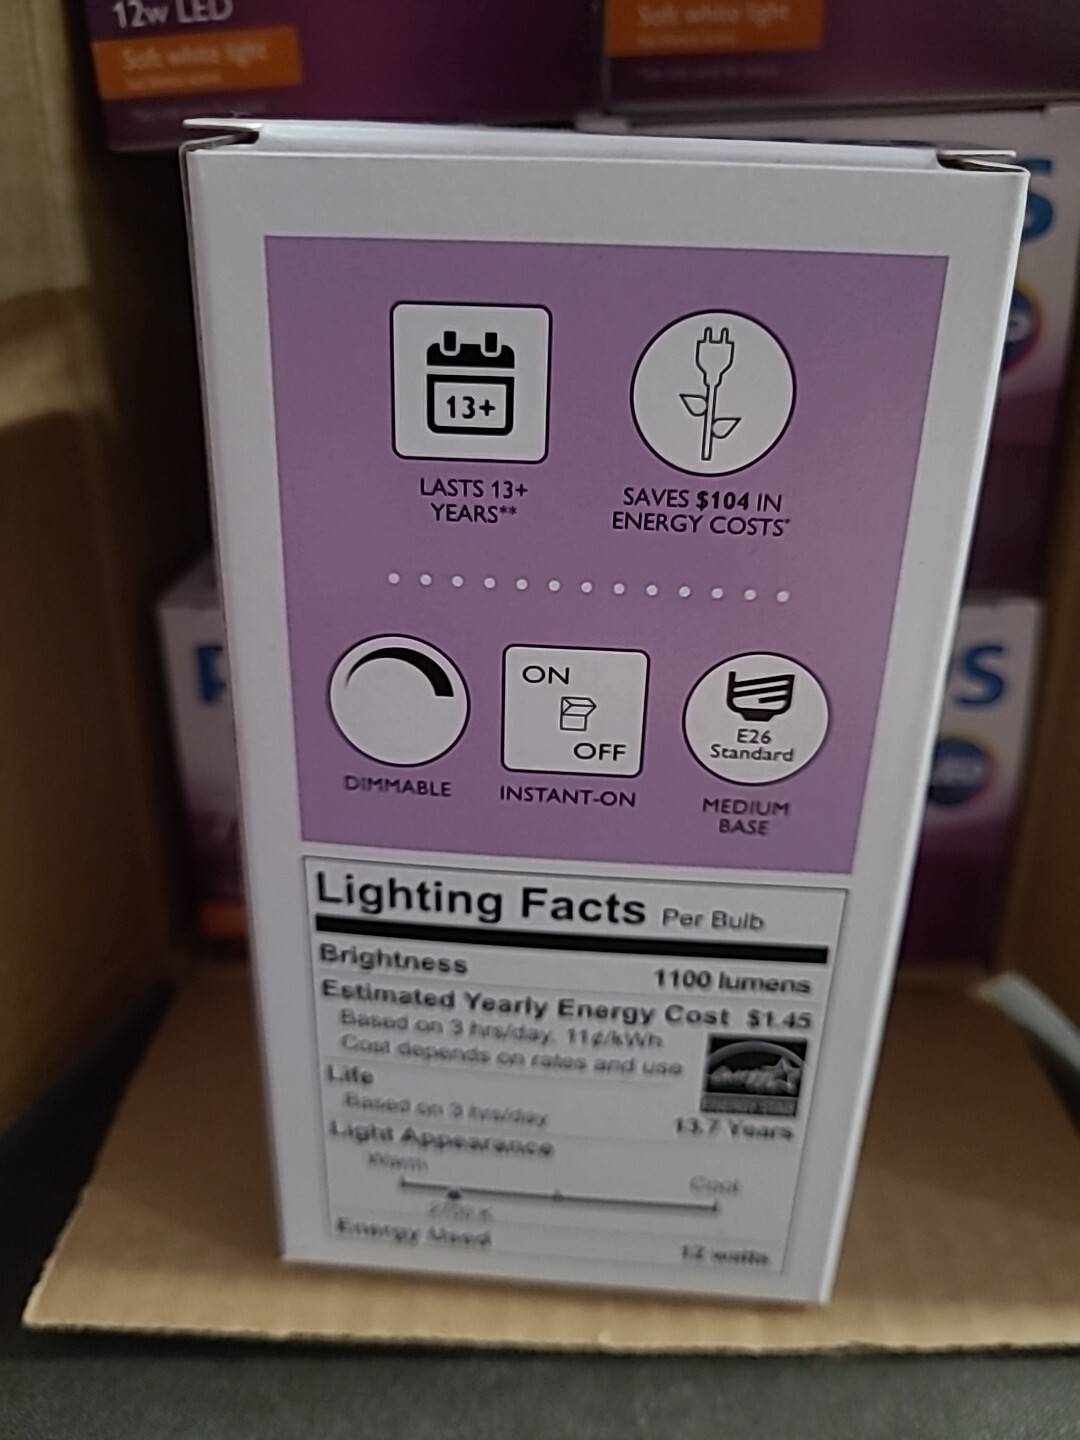 12w LED
Soft white light
Soft white light
13+
LASTS 13+
YEARS**
SAVES $104 IN
ENERGY COSTS*
DIMMABLE
ON
OFF
INSTANT-ON
E26
Standard
MEDIUM
BASE
Lighting Facts Per Bulb
Brightness 1100 lumens
Estimated Yearly Energy Cost $1.45
Based on 3 hrs/day, 11¢/kWh
Cost depends on rates and use
Life
Based on 3 hrs/day 13.7 Years
Light Appearance
Warm Cool
Energy Used 12 watts